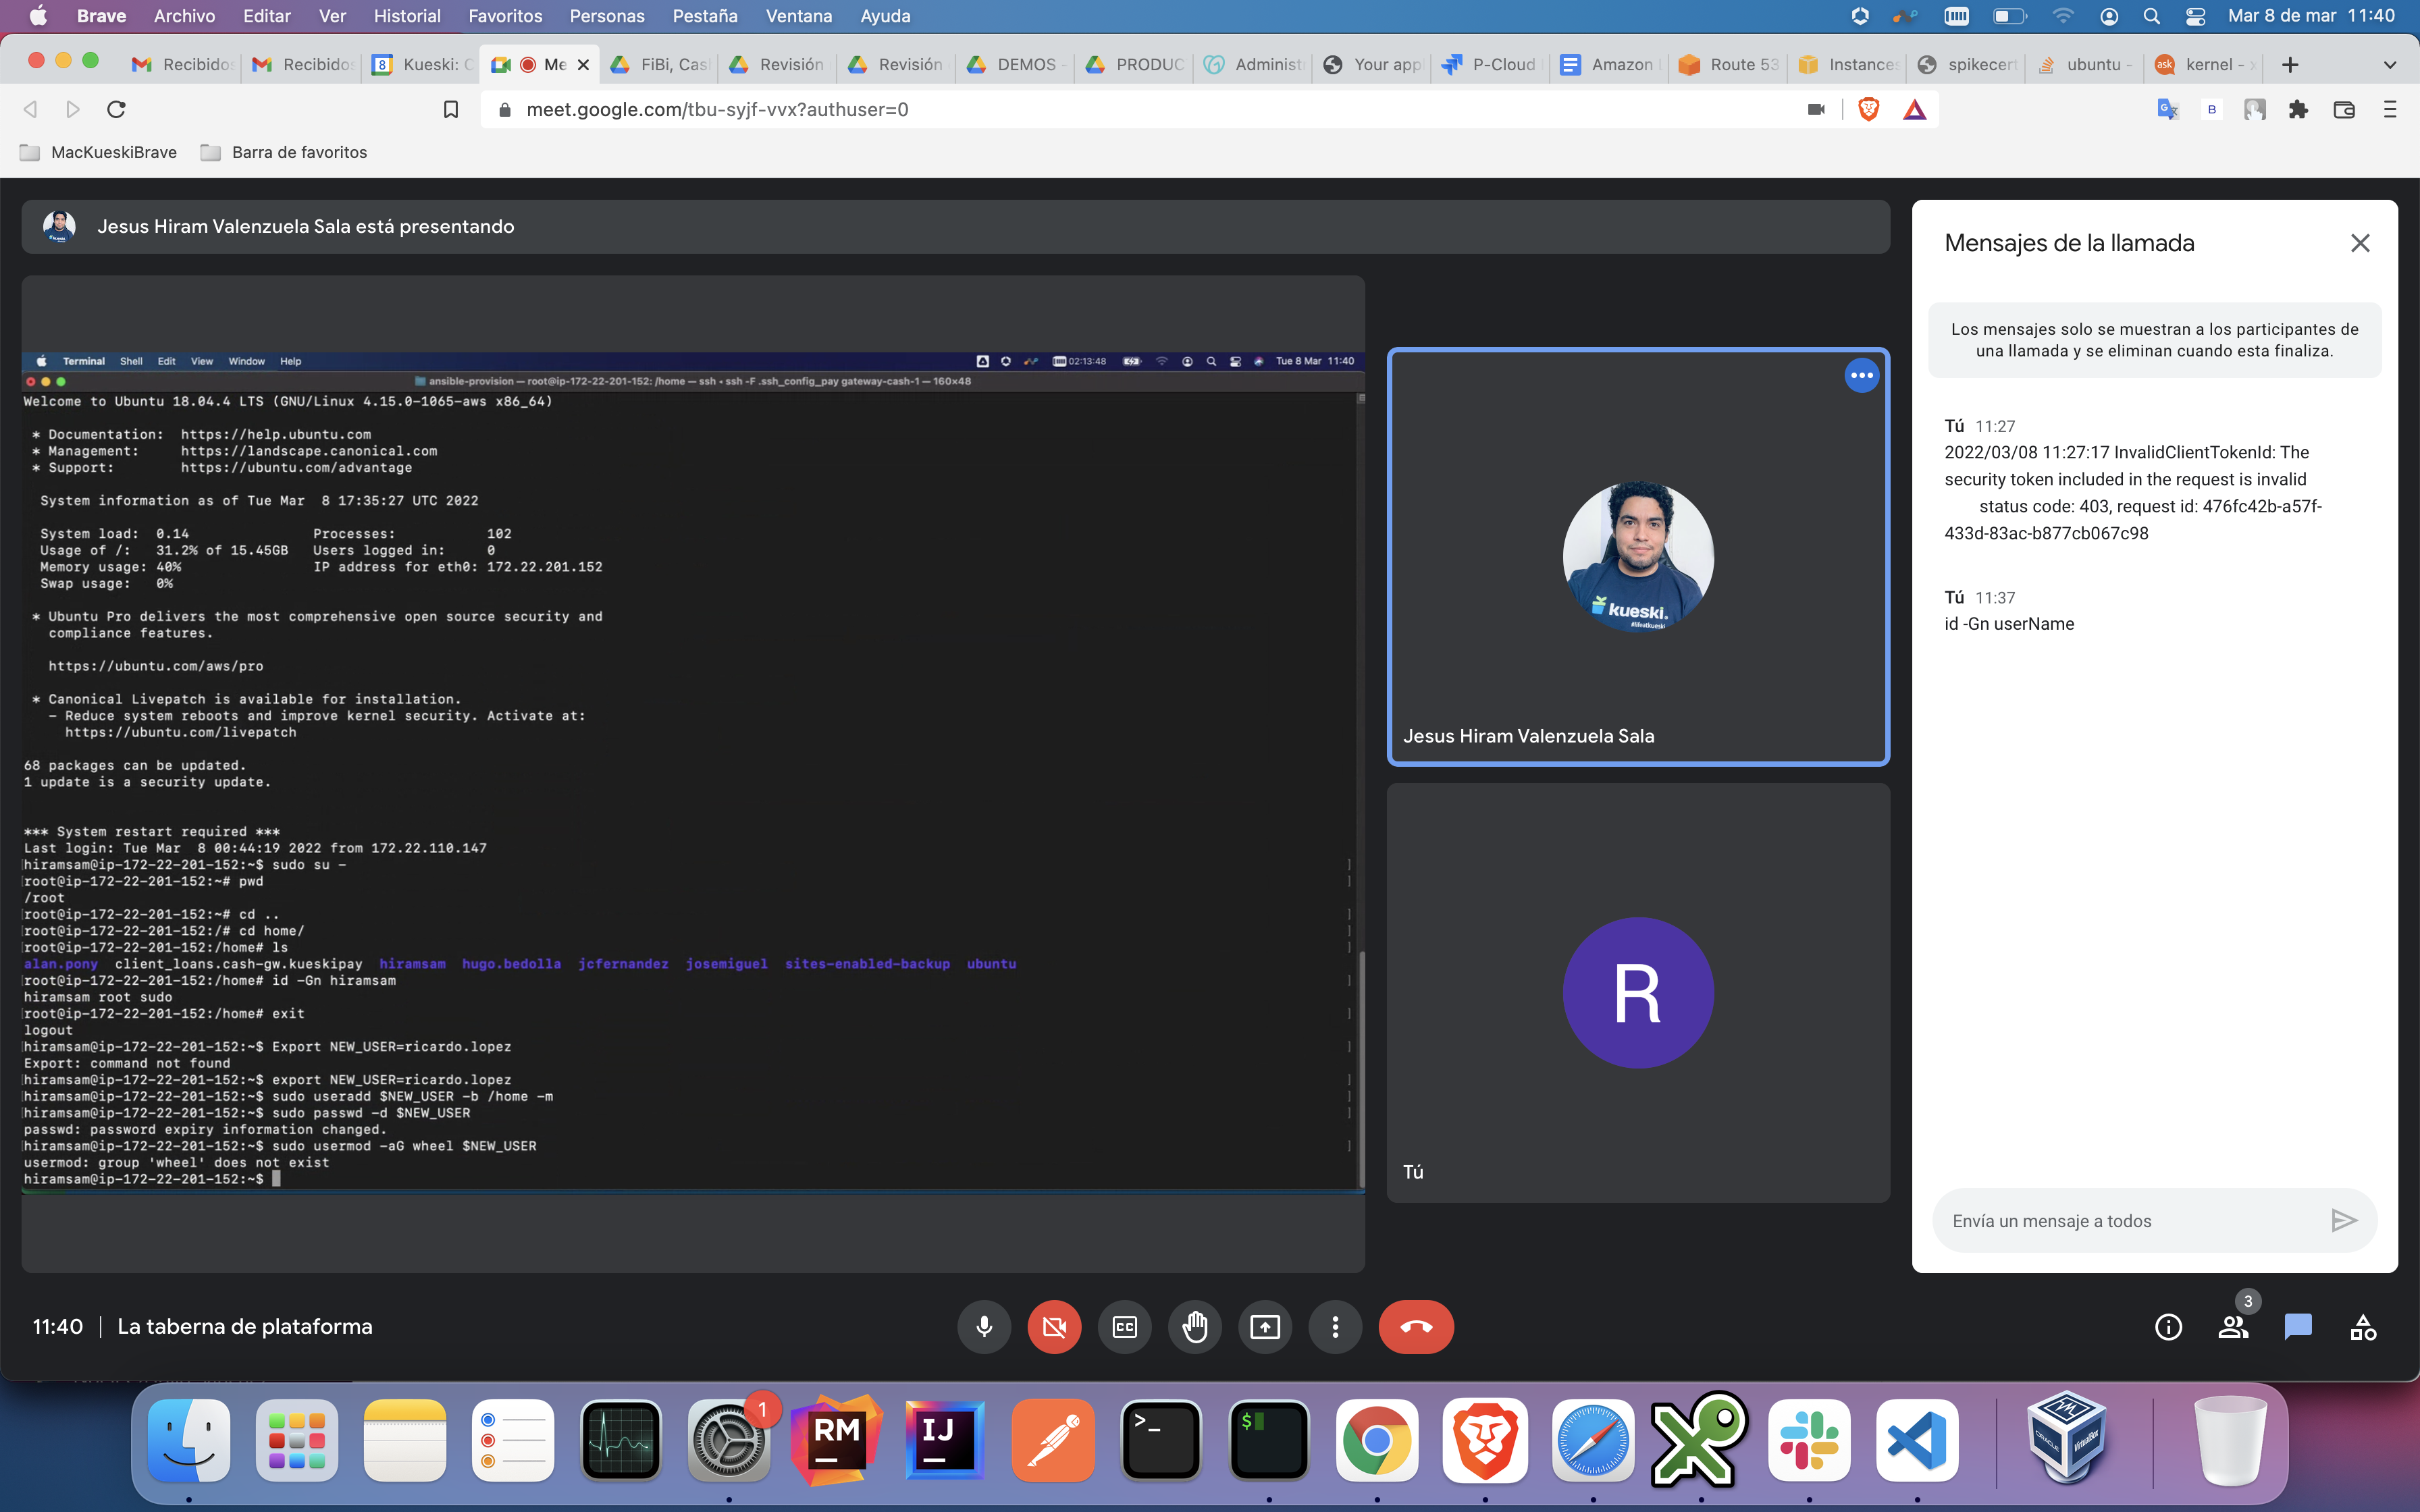 Brave Archivo Editar Ver Historial Favoritos Personas Pestaña Ventana Ayuda Mar 8 de mar 11:40
Recibidos Recibidos 8 Kueski: C Me FiBi, Cas Revisión Revisión DEMOS - PRODUC Administ Your app P-Cloud Amazon Route 53 Instances spikecert ubuntu - ask kernel -
meet.google.com/tbu-syjf-vvx?authuser=0
B
MacKueskiBrave Barra de favoritos
Jesus Hiram Valenzuela Sala está presentando
Terminal Shell Edit View Window Help 02:13:48 Tue 8 Mar 11:40
ansible-provision — root@ip-172-22-201-152: /home — ssh ‹ ssh -F .ssh_config_pay gateway-cash-1 — 160×48
Welcome to Ubuntu 18.04.4 LTS (GNU/Linux 4.15.0-1065-aws x86_64)
* Documentation: https://help.ubuntu.com
* Management: https://landscape.canonical.com
* Support: https://ubuntu.com/advantage
System information as of Tue Mar 8 17:35:27 UTC 2022
System load: 0.14 Processes: 102
Usage of /: 31.2% of 15.45GB Users logged in: 0
Memory usage: 40% IP address for eth0: 172.22.201.152
Swap usage: 0%
* Ubuntu Pro delivers the most comprehensive open source security and
compliance features.
https://ubuntu.com/aws/pro
* Canonical Livepatch is available for installation.
- Reduce system reboots and improve kernel security. Activate at:
https://ubuntu.com/livepatch
68 packages can be updated.
1 update is a security update.
*** System restart required ***
Last login: Tue Mar 8 00:44:19 2022 from 172.22.110.147
hiramsam@ip-172-22-201-152:~$ sudo su -
root@ip-172-22-201-152:~# pwd
/root
root@ip-172-22-201-152:~# cd ..
root@ip-172-22-201-152:/# cd home/
root@ip-172-22-201-152:/home# ls
alan.pony client_loans.cash-gw.kueskipay hiramsam hugo.bedolla jcfernandez josemiguel sites-enabled-backup ubuntu
root@ip-172-22-201-152:/home# id -Gn hiramsam
hiramsam root sudo
root@ip-172-22-201-152:/home# exit
logout
hiramsam@ip-172-22-201-152:~$ Export NEW_USER=ricardo.lopez
Export: command not found
hiramsam@ip-172-22-201-152:~$ export NEW_USER=ricardo.lopez
hiramsam@ip-172-22-201-152:~$ sudo useradd $NEW_USER -b /home -m
hiramsam@ip-172-22-201-152:~$ sudo passwd -d $NEW_USER
passwd: password expiry information changed.
hiramsam@ip-172-22-201-152:~$ sudo usermod -aG wheel $NEW_USER
usermod: group 'wheel' does not exist
hiramsam@ip-172-22-201-152:~$
kueski.
#lifeatkueski
Jesus Hiram Valenzuela Sala
R
Tú
Mensajes de la llamada
Los mensajes solo se muestran a los participantes de
una llamada y se eliminan cuando esta finaliza.
Tú 11:27
2022/03/08 11:27:17 InvalidClientTokenId: The
security token included in the request is invalid
status code: 403, request id: 476fc42b-a57f-
433d-83ac-b877cb067c98
Tú 11:37
id -Gn userName
Envía un mensaje a todos
11:40 | La taberna de plataforma
CC
3
1
RM
IJ
>_
$
ORACLE
VirtualBox